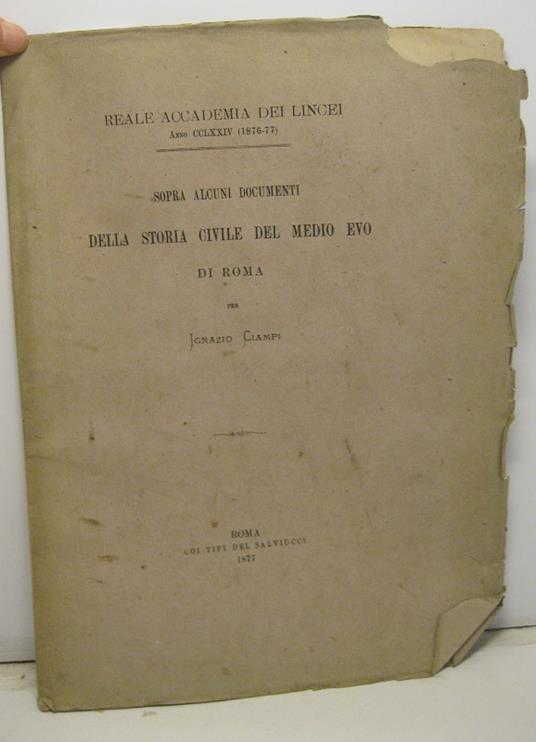 REALE ACCADEMIA DEI LINCEI
ANNO CCLXXIV (1876-77)
SOPRA ALCUNI DOCUMENTI
DELLA STORIA CIVILE DEL MEDIO EVO
DI ROMA
PER
IGNAZIO CIAMPI
ROMA
COI TIPI DEL SALVIUCCI
1877